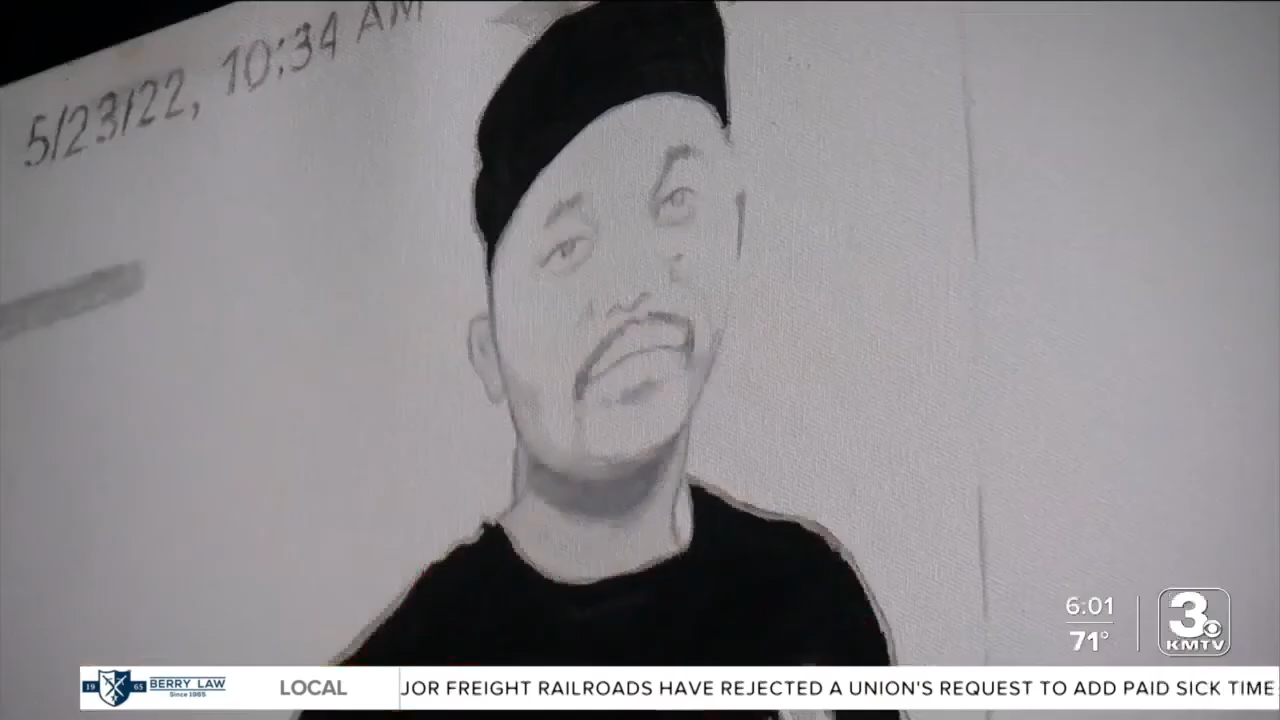 5/23/22, 10:34 AM
6:01
71°
3
KMTV
19 65
BERRY LAW
Since 1965
LOCAL
JOR FREIGHT RAILROADS HAVE REJECTED A UNION'S REQUEST TO ADD PAID SICK TIME